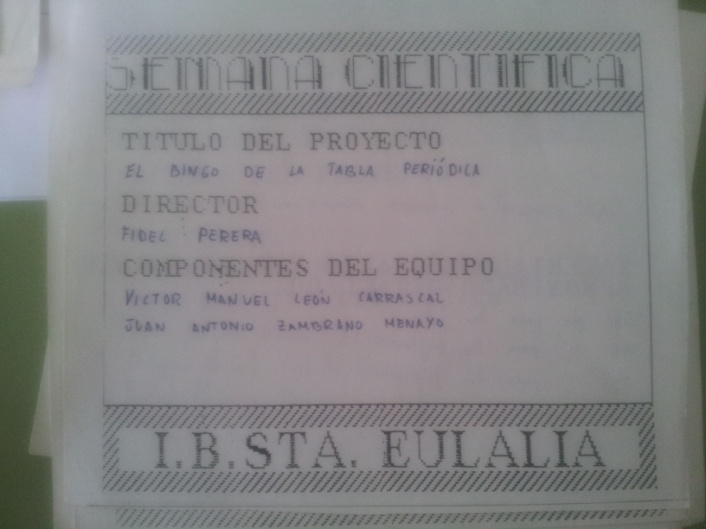 SEMANA CIENTIFICA
TITULO DEL PROYECTO
EL BINGO DE LA TABLA PERIÓDICA
DIRECTOR
FIDEL PERERA
COMPONENTES DEL EQUIPO
VICTOR MANUEL LEÓN CARRASCAL
JUAN ANTONIO ZAMBRANO MENAYO
I.B.STA. EULALIA